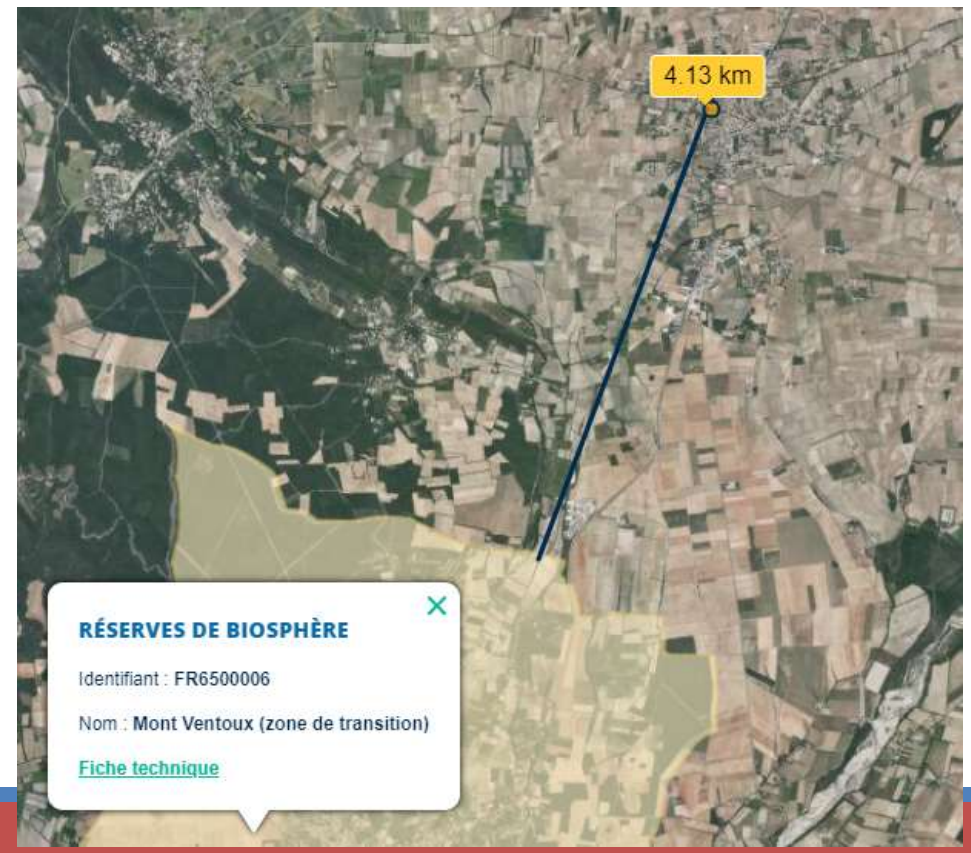 4.13 km
RÉSERVES DE BIOSPHÈRE
Identifiant : FR6500006
Nom : Mont Ventoux (zone de transition)
Fiche technique